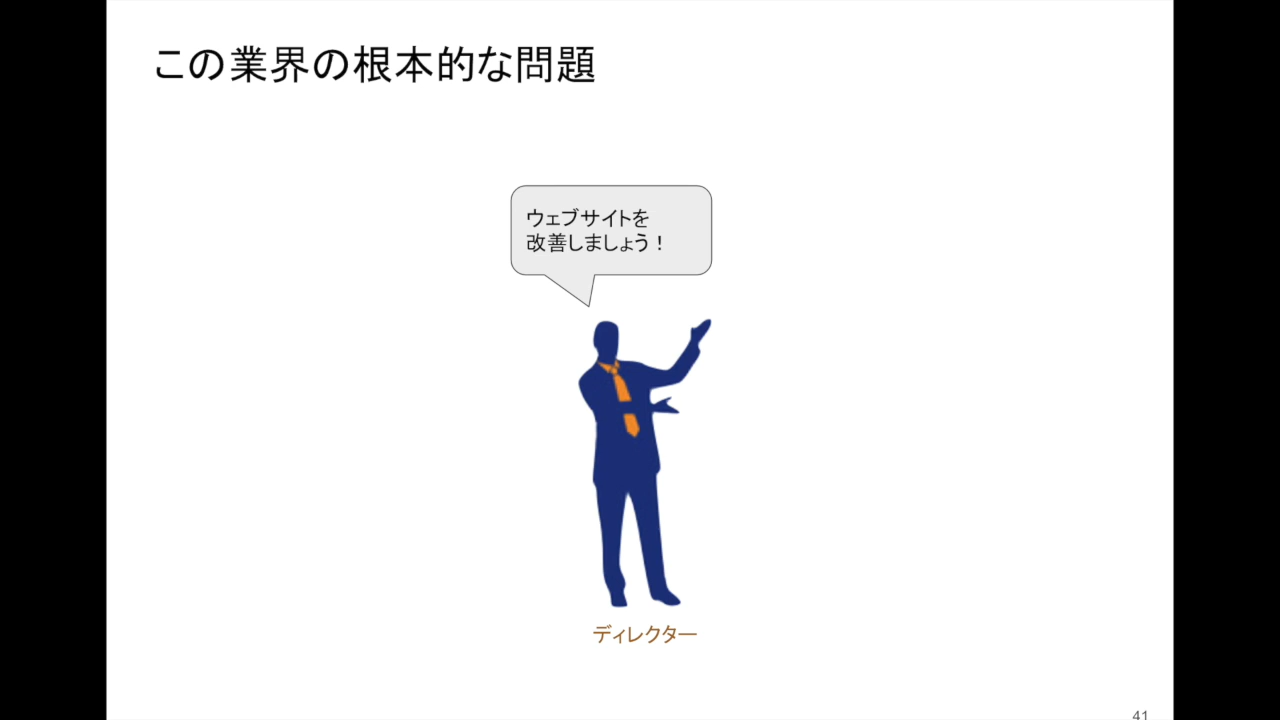 この業界の根本的な問題
ウェブサイトを
改善しましょう！
ディレクター
41